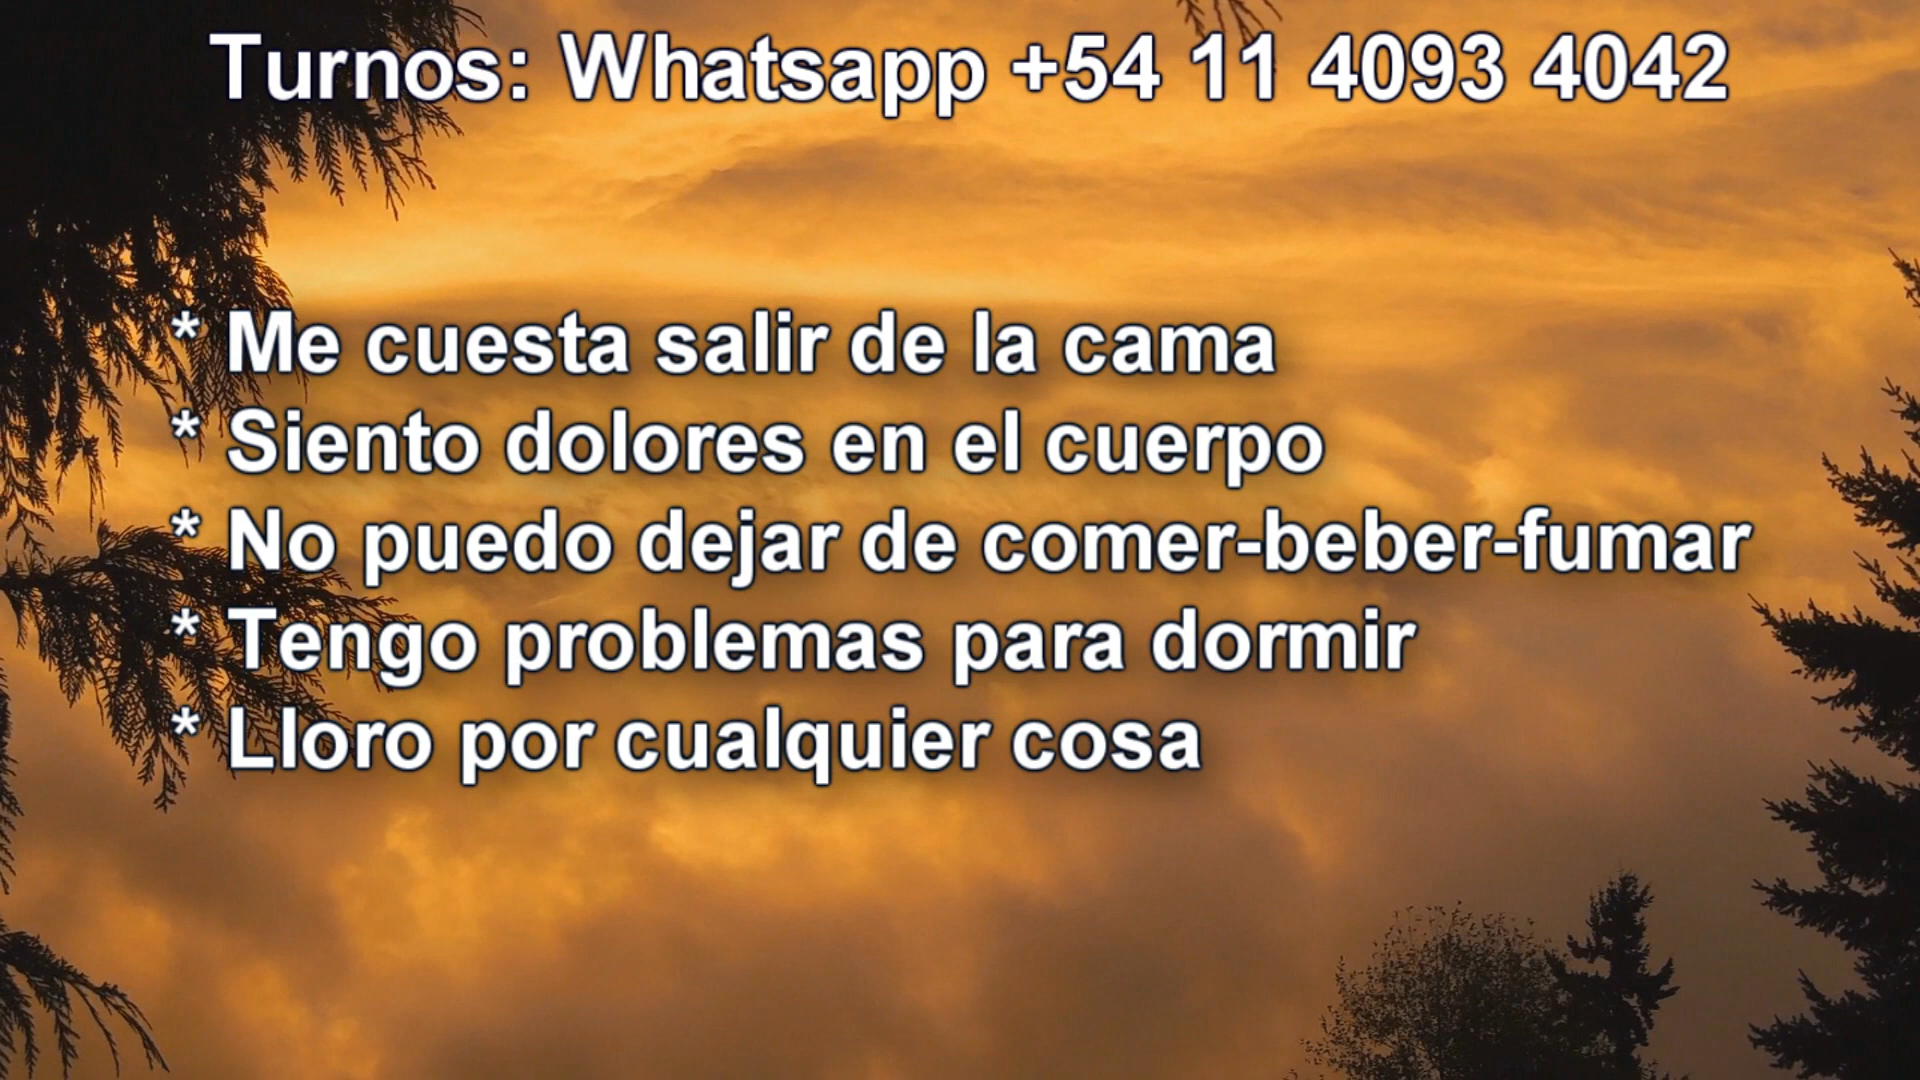 Turnos: Whatsapp +54 11 4093 4042
* Me cuesta salir de la cama
* Siento dolores en el cuerpo
* No puedo dejar de comer-beber-fumar
* Tengo problemas para dormir
* Lloro por cualquier cosa